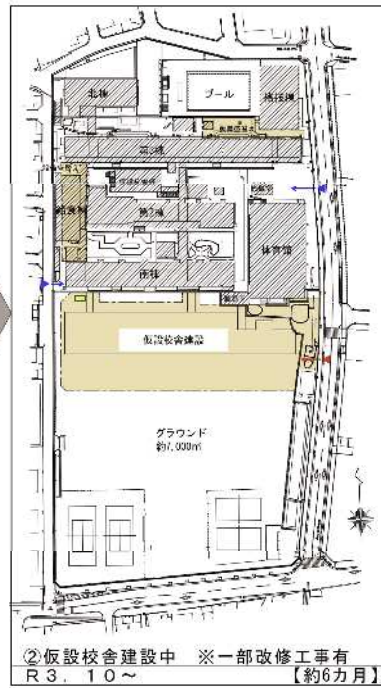 北棟
プール
格技棟
第3棟
給食棟
第2棟
体育館
南棟
仮設校舎建設
グラウンド
約7,000㎡
②仮設校舎建設中 ※一部改修工事有
R3．10～ 【約6カ月】